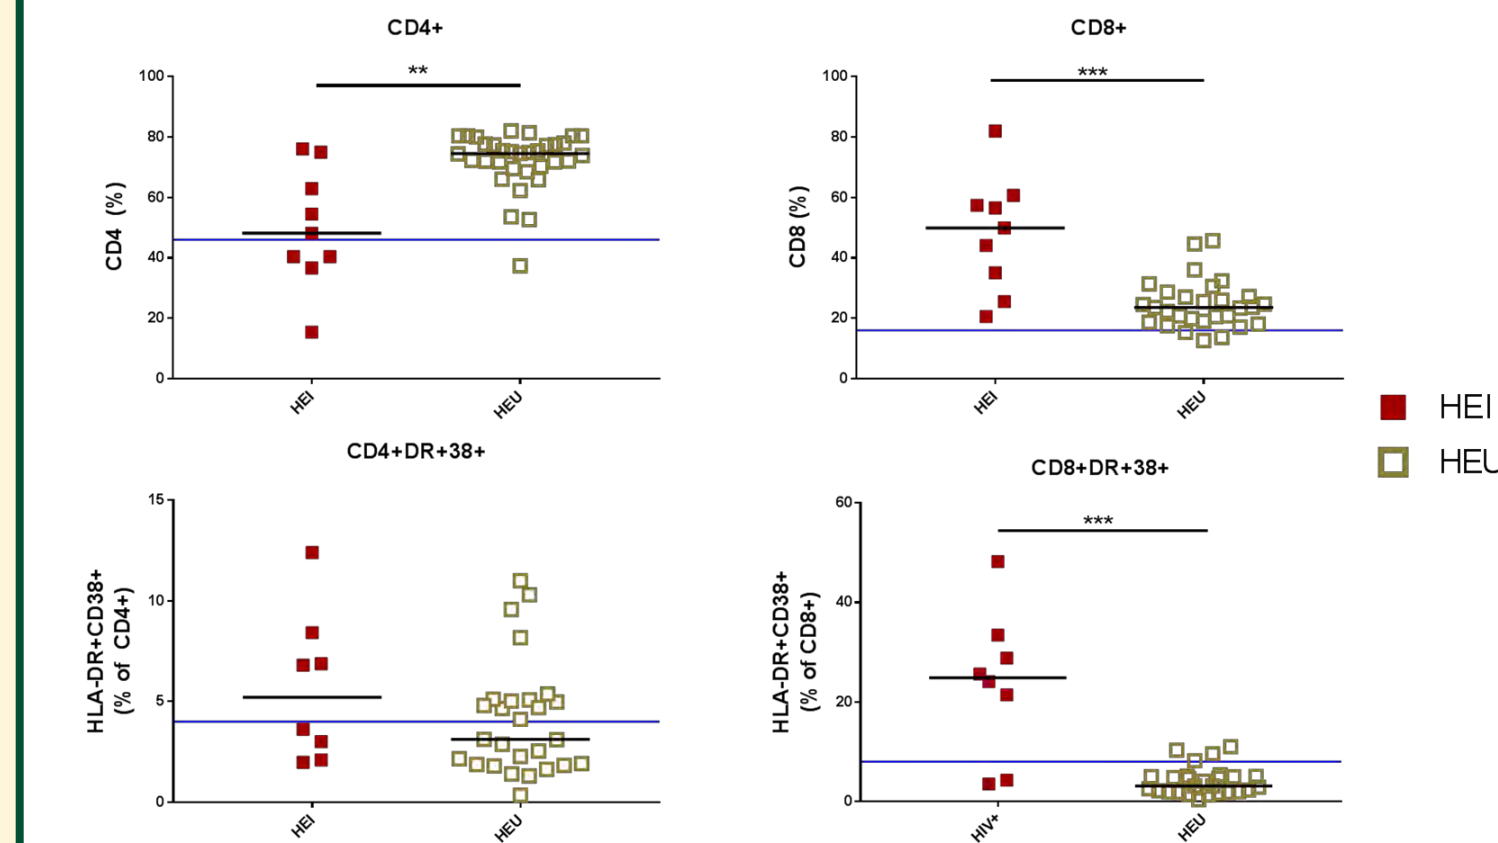 CD4+
**
100
80
60
40
20
0
CD4 (%)
HEI
HEU
CD8+
***
100
80
60
40
20
0
CD8 (%)
HEI
HEU
HEI
HEU
CD4+DR+38+
15
10
5
0
HLA-DR+CD38+
(% of CD4+)
HEI
HEU
CD8+DR+38+
***
60
40
20
0
HLA-DR+CD38+
(% of CD8+)
HIV+
HEU